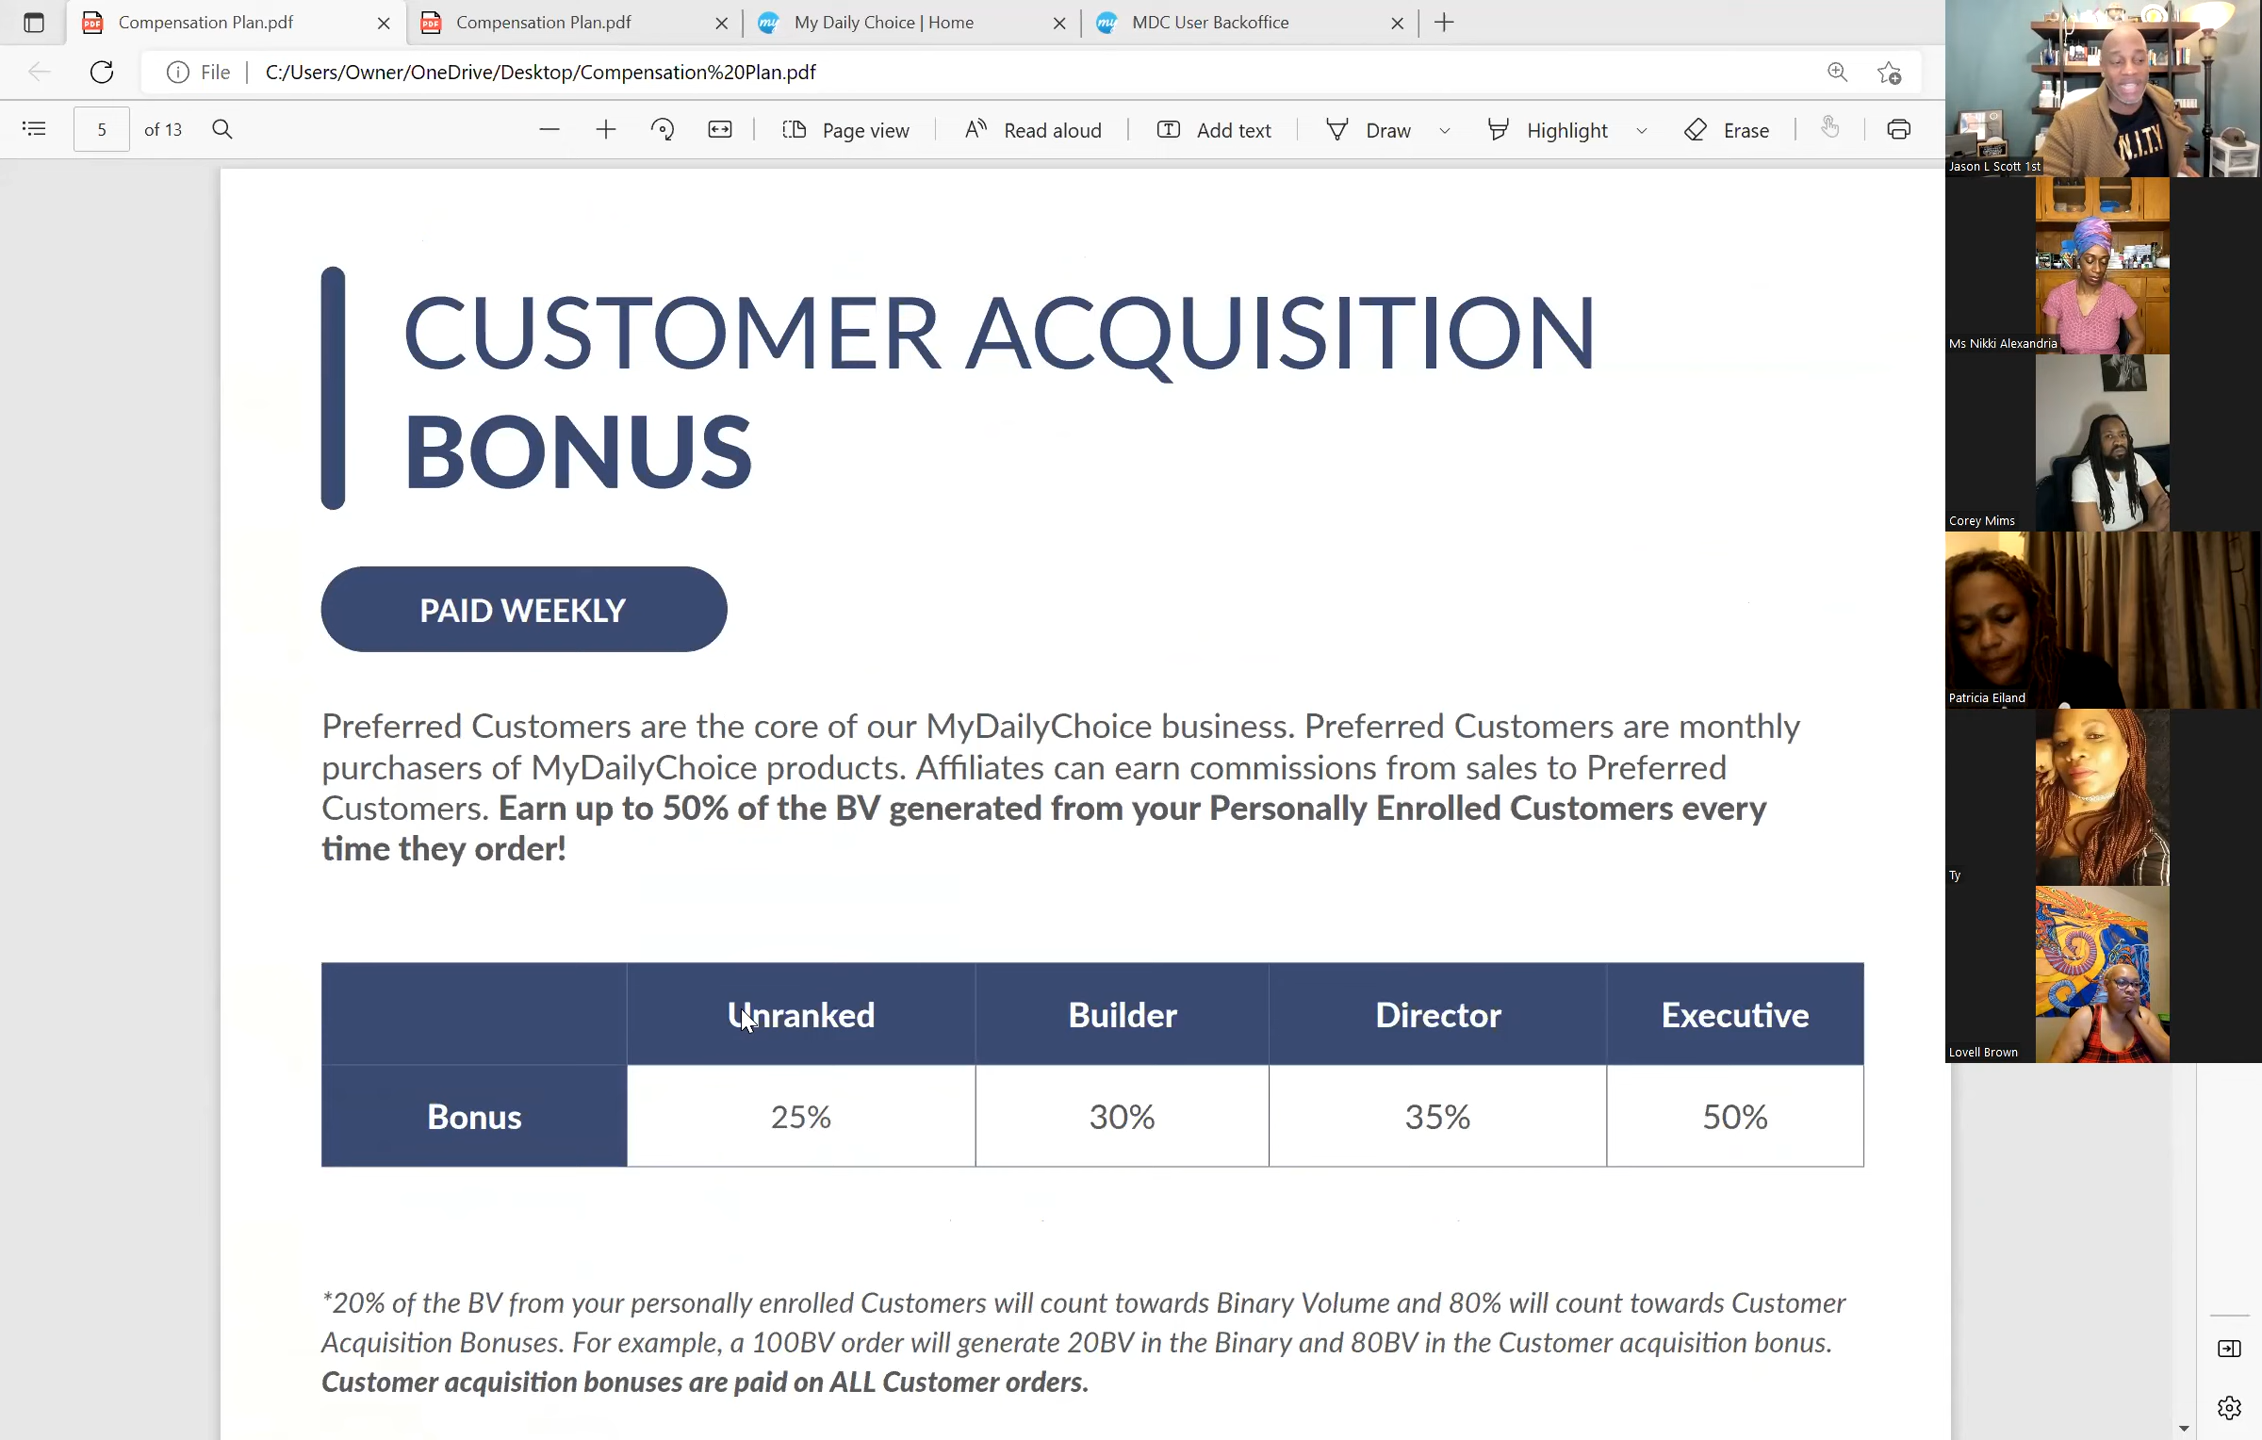 Compensation Plan.pdf
Compensation Plan.pdf
My Daily Choice | Home
MDC User Backoffice
File
C:/Users/Owner/OneDrive/Desktop/Compensation%20Plan.pdf
5 of 13
Page view
Read aloud
Add text
Draw
Highlight
Erase
CUSTOMER ACQUISITION
BONUS
PAID WEEKLY
Preferred Customers are the core of our MyDailyChoice business. Preferred Customers are monthly
purchasers of MyDailyChoice products. Affiliates can earn commissions from sales to Preferred
Customers. Earn up to 50% of the BV generated from your Personally Enrolled Customers every
time they order!
Unranked Builder Director Executive
Bonus 25% 30% 35% 50%
*20% of the BV from your personally enrolled Customers will count towards Binary Volume and 80% will count towards Customer
Acquisition Bonuses. For example, a 100BV order will generate 20BV in the Binary and 80BV in the Customer acquisition bonus.
Customer acquisition bonuses are paid on ALL Customer orders.
N.I.T.Y
Jason L Scott 1st
Ms Nikki Alexandria
Corey Mims
Patricia Eiland
Ty
Lovell Brown